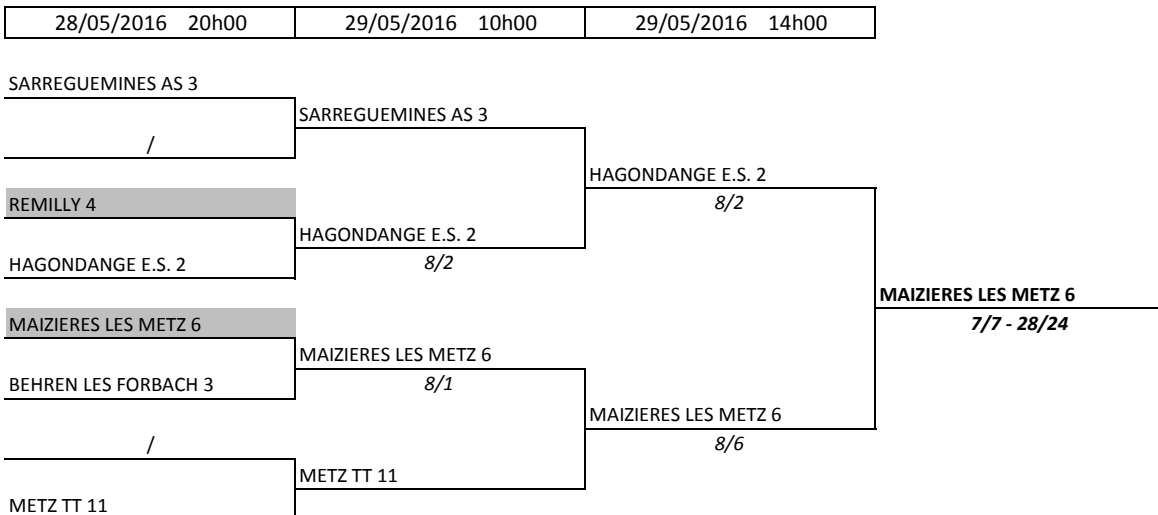 28/05/2016 20h00 29/05/2016 10h00 29/05/2016 14h00
SARREGUEMINES AS 3
SARREGUEMINES AS 3
/
HAGONDANGE E.S. 2
REMILLY 4
8/2
HAGONDANGE E.S. 2
HAGONDANGE E.S. 2
8/2
MAIZIERES LES METZ 6
MAIZIERES LES METZ 6
7/7 - 28/24
MAIZIERES LES METZ 6
BEHREN LES FORBACH 3
8/1
MAIZIERES LES METZ 6
/
8/6
METZ TT 11
METZ TT 11